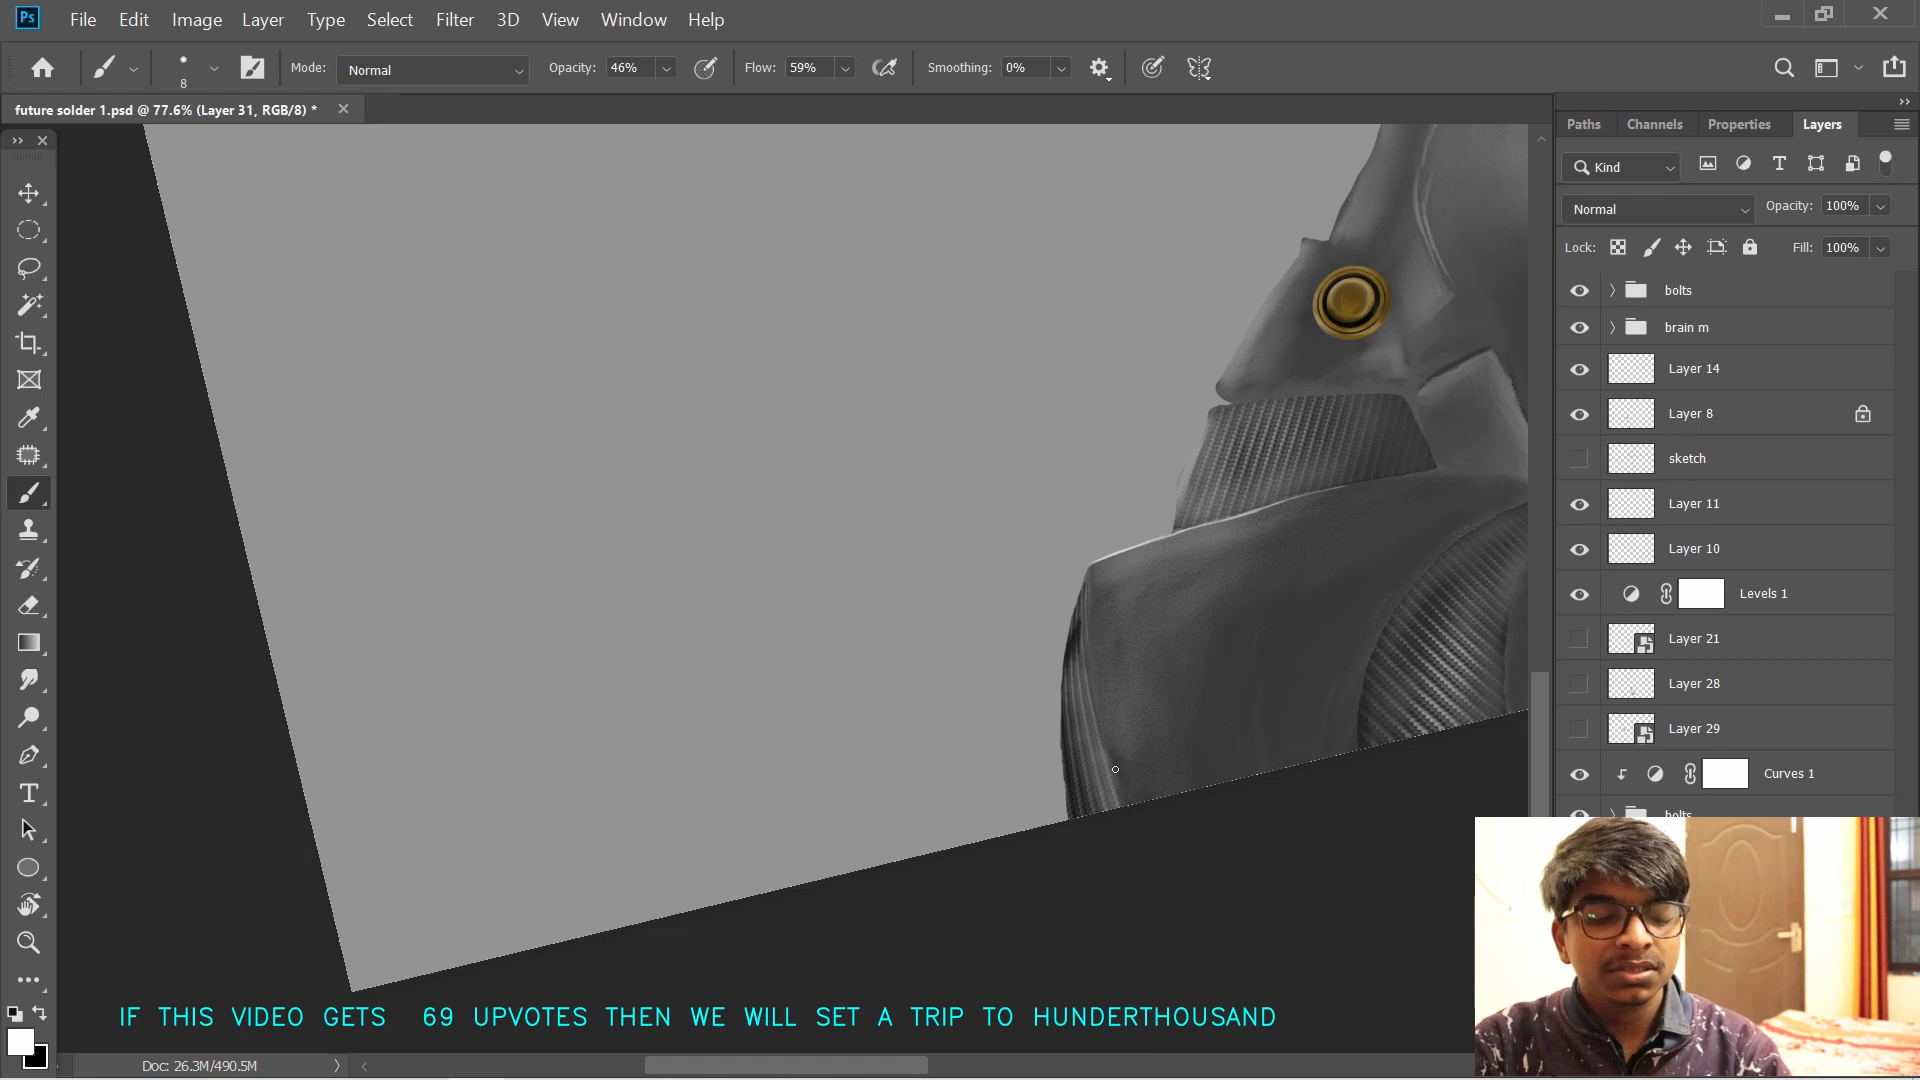 Ps File Edit Image Layer Type Select Filter 3D View Window Help
8 Mode: Normal Opacity: 46% Flow: 59% Smoothing: 0%
future solder 1.psd @ 77.6% (Layer 31, RGB/8) *
Paths Channels Properties Layers
Kind
Normal Opacity: 100%
Lock: Fill: 100%
bolts
brain m
Layer 14
Layer 8
sketch
Layer 11
Layer 10
Levels 1
Layer 21
Layer 28
Layer 29
Curves 1
bolts
IF THIS VIDEO GETS 69 UPVOTES THEN WE WILL SET A TRIP TO HUNDERTHOUSAND
Doc: 26.3M/490.5M